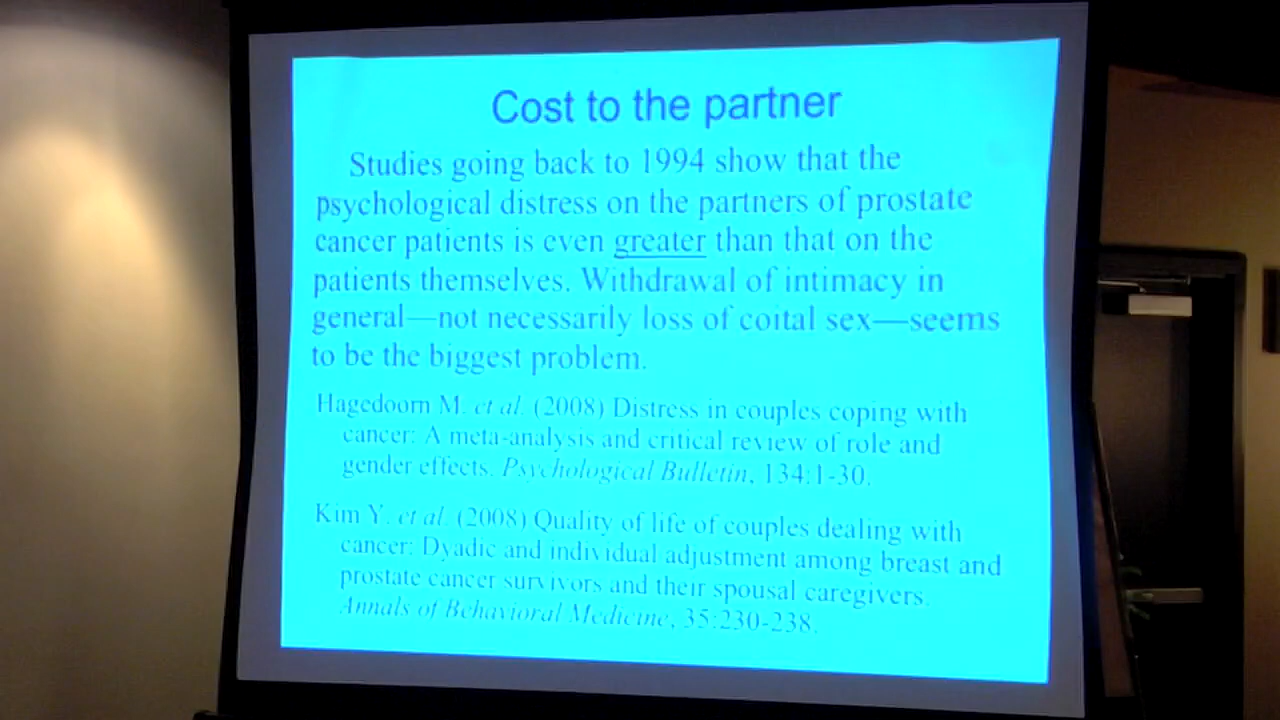 Cost to the partner
Studies going back to 1994 show that the
psychological distress on the partners of prostate
cancer patients is even greater than that on the
patients themselves. Withdrawal of intimacy in
general—not necessarily loss of coital sex—seems
to be the biggest problem.
Hagedoorn M. et al. (2008) Distress in couples coping with
cancer: A meta-analysis and critical review of role and
gender effects. Psychological Bulletin, 134:1-30.
Kim Y. et al. (2008) Quality of life of couples dealing with
cancer: Dyadic and individual adjustment among breast and
prostate cancer survivors and their spousal caregivers.
Annals of Behavioral Medicine, 35:230-238.